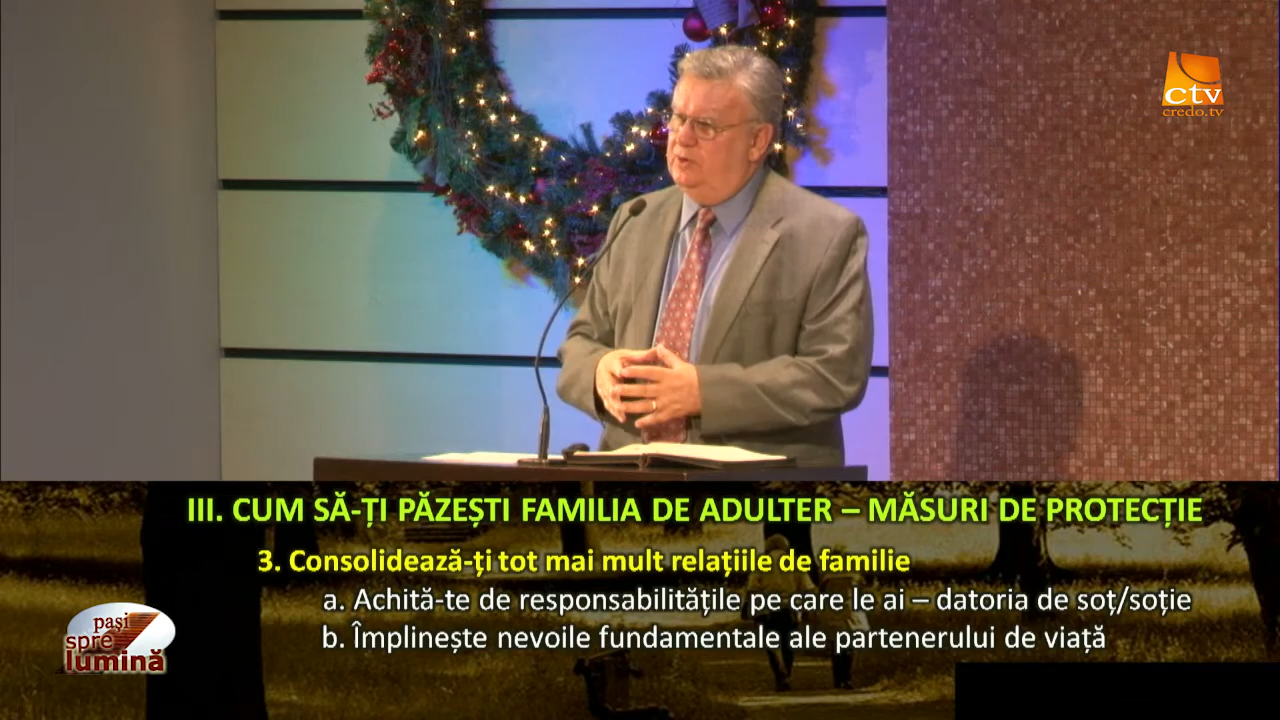 ctv
credo.tv
III. CUM SĂ-ȚI PĂZEȘTI FAMILIA DE ADULTER – MĂSURI DE PROTECȚIE
3. Consolidează-ți tot mai mult relațiile de familie
a. Achită-te de responsabilitățile pe care le ai – datoria de soț/soție
b. Împlinește nevoile fundamentale ale partenerului de viață
pași
spre
lumină